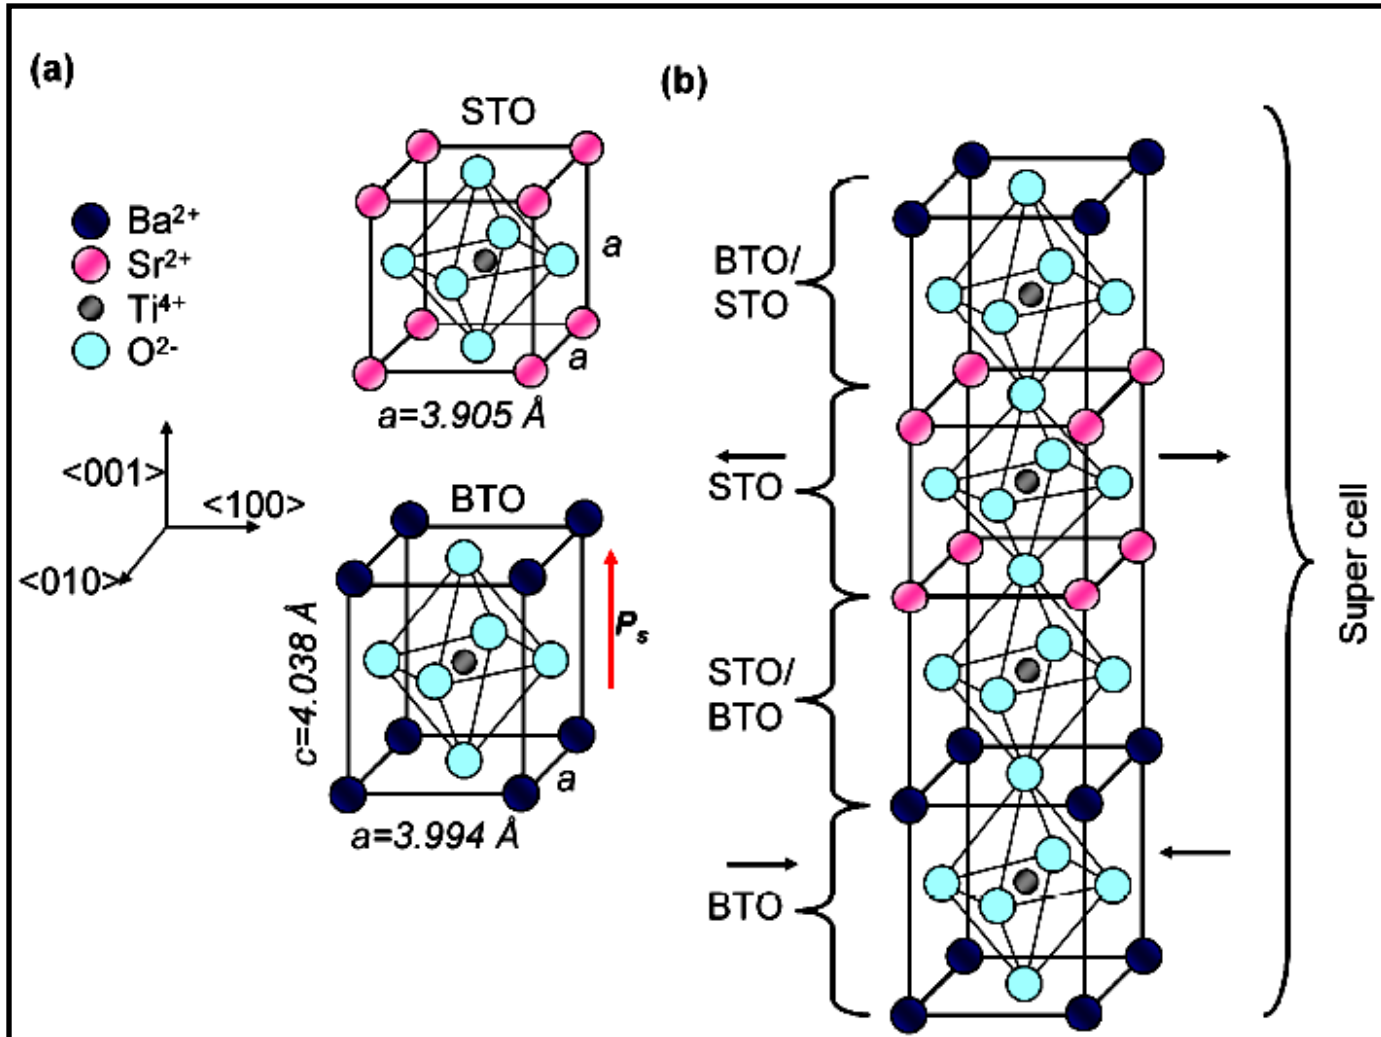 (a)
STO
Ba²⁺
Sr²⁺
Ti⁴⁺
O²⁻
a
a
a=3.905 Å
<001>
<100>
<010>
BTO
c=4.038 Å
Pₛ
a
a=3.994 Å
(b)
BTO/
STO
STO
STO/
BTO
BTO
Super cell